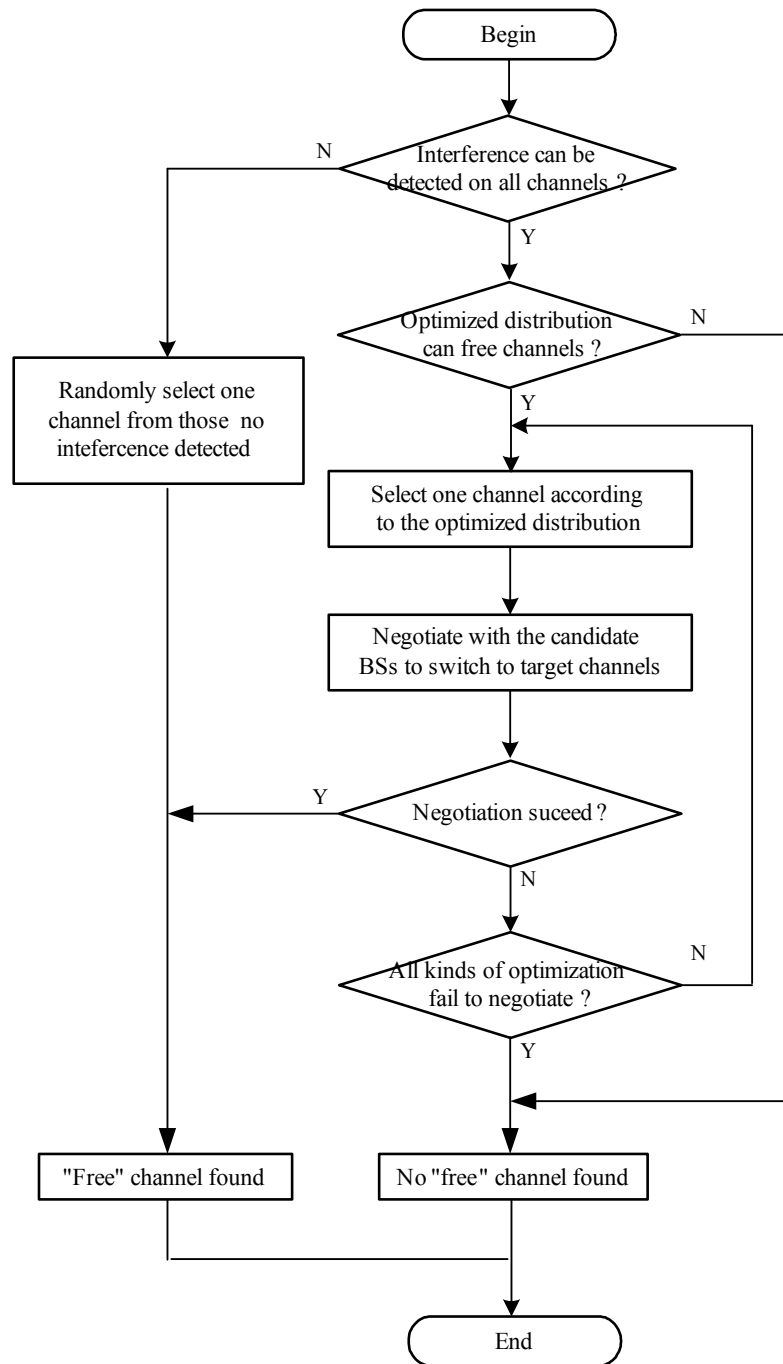 Begin
N
Interference can be
detected on all channels ?
Y
Optimized distribution
can free channels ?
N
Y
Randomly select one
channel from those no
intefercence detected
Select one channel according
to the optimized distribution
Negotiate with the candidate
BSs to switch to target channels
Y
Negotiation suceed ?
N
All kinds of optimization
fail to negotiate ?
N
Y
"Free" channel found
No "free" channel found
End